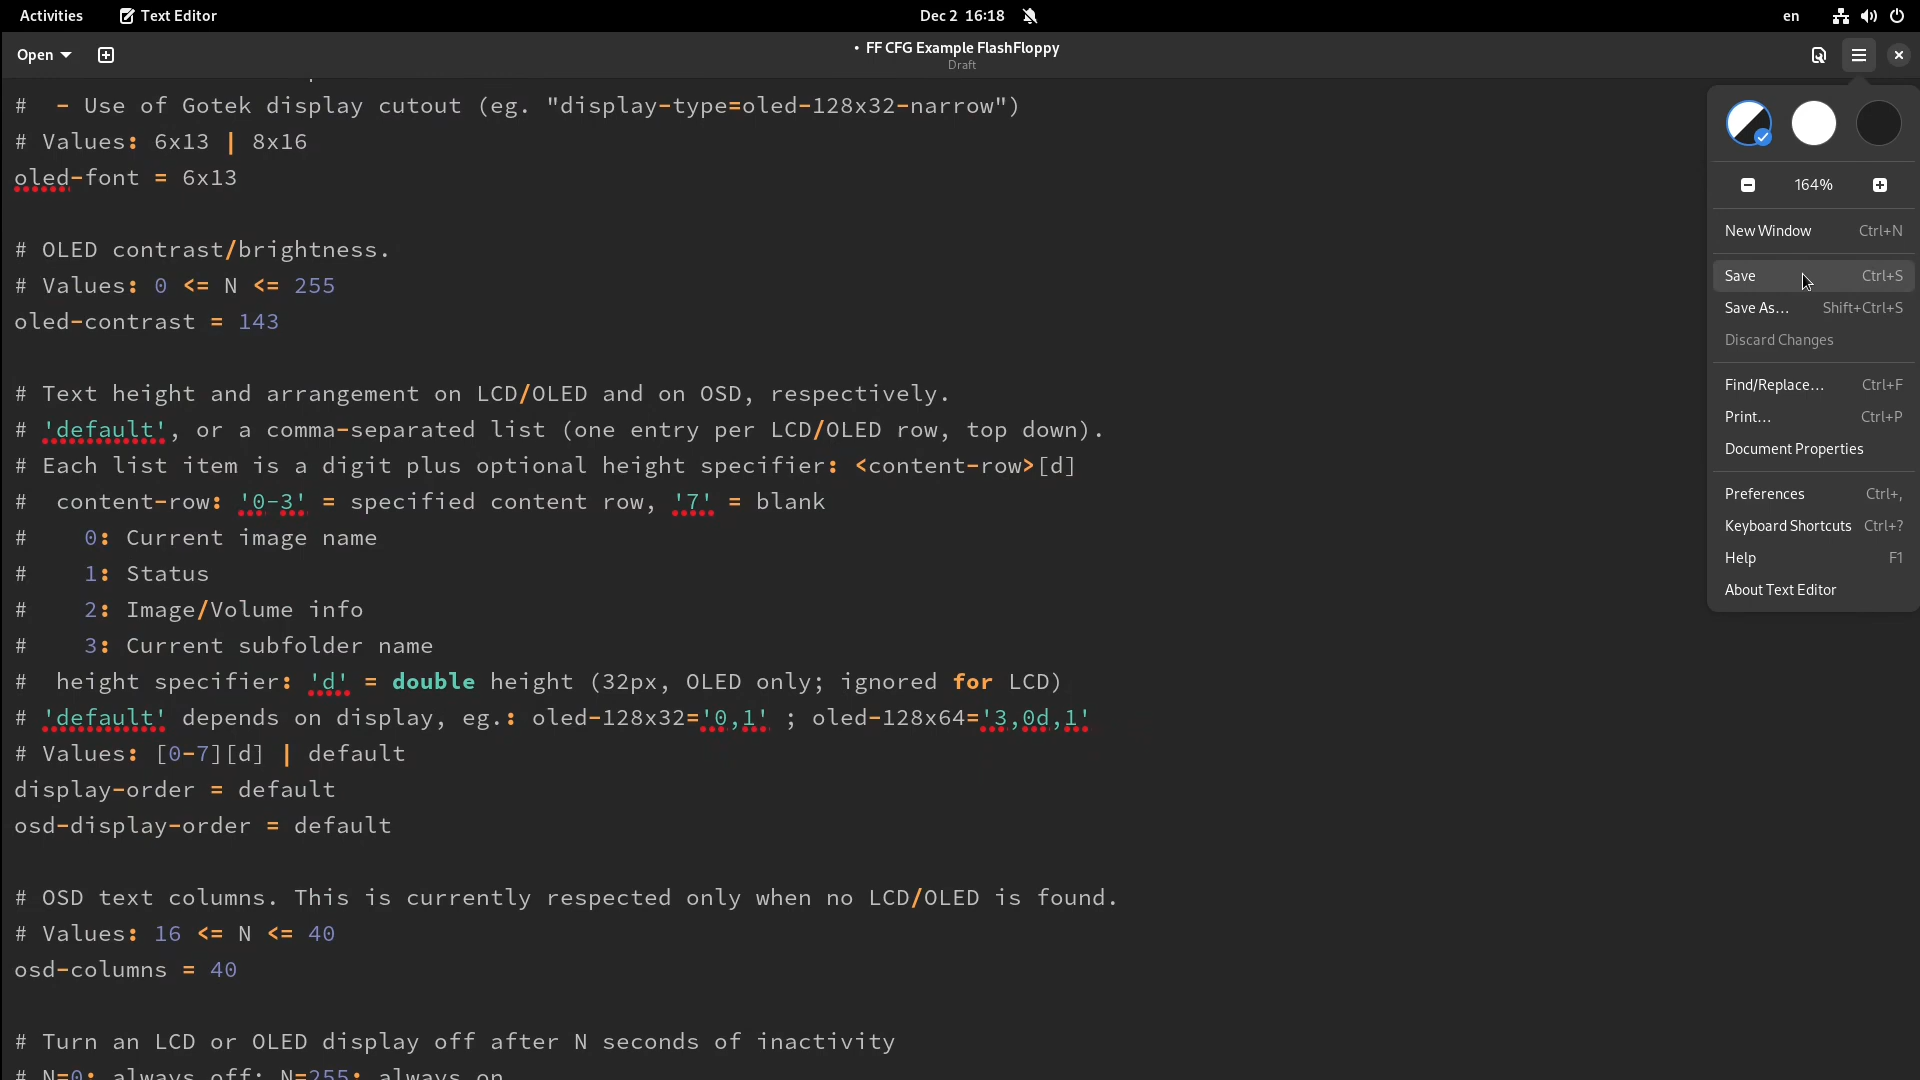 Activities Text Editor Dec 2 16:18 en
Open • FF CFG Example FlashFloppy
Draft
#  - Use of Gotek display cutout (eg. "display-type=oled-128x32-narrow")
# Values: 6x13 | 8x16
oled-font = 6x13
# OLED contrast/brightness.
# Values: 0 <= N <= 255
oled-contrast = 143
# Text height and arrangement on LCD/OLED and on OSD, respectively.
# 'default', or a comma-separated list (one entry per LCD/OLED row, top down).
# Each list item is a digit plus optional height specifier: <content-row>[d]
#  content-row: '0-3' = specified content row, '7' = blank
#    0: Current image name
#    1: Status
#    2: Image/Volume info
#    3: Current subfolder name
#  height specifier: 'd' = double height (32px, OLED only; ignored for LCD)
# 'default' depends on display, eg.: oled-128x32='0,1' ; oled-128x64='3,0d,1'
# Values: [0-7][d] | default
display-order = default
osd-display-order = default
# OSD text columns. This is currently respected only when no LCD/OLED is found.
# Values: 16 <= N <= 40
osd-columns = 40
# Turn an LCD or OLED display off after N seconds of inactivity
# N=0: always off; N=255: always on
164%
New Window Ctrl+N
Save Ctrl+S
Save As... Shift+Ctrl+S
Discard Changes
Find/Replace... Ctrl+F
Print... Ctrl+P
Document Properties
Preferences Ctrl+,
Keyboard Shortcuts Ctrl+?
Help F1
About Text Editor